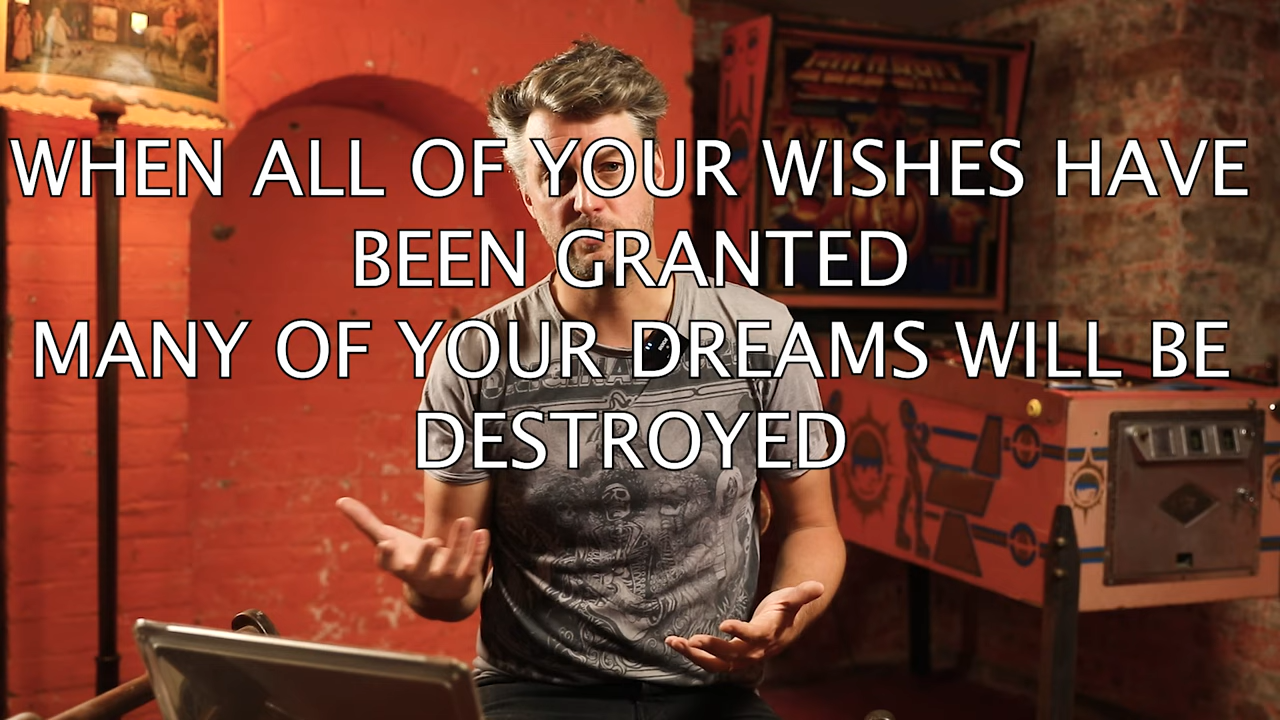 WHEN ALL OF YOUR WISHES HAVE
BEEN GRANTED
MANY OF YOUR DREAMS WILL BE
DESTROYED